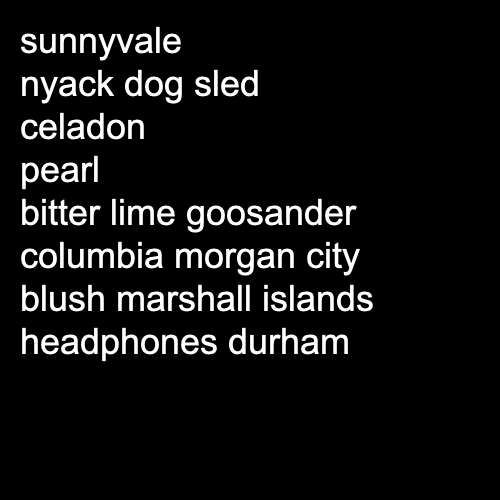 sunnyvale
nyack dog sled
celadon
pearl
bitter lime goosander
columbia morgan city
blush marshall islands
headphones durham